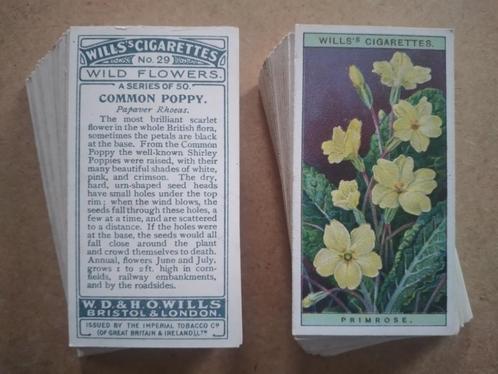 WILLS'S CIGARETTES
No. 29
WILD FLOWERS.
A SERIES OF 50.
COMMON POPPY.
Papaver Rhoeas.
The most brilliant scarlet
flower in the whole British flora,
sometimes the petals are black
at the base. From the Common
Poppy the well-known Shirley
Poppies were raised, with their
many beautiful shades of white,
pink, and crimson. The dry,
hard, urn-shaped seed heads
have small holes under the top
rim; when the wind blows, the
seeds fall through these holes, a
few at a time, and are scattered
to a distance. If the holes were
at the base, the seeds would all
fall close around the plant
and crowd themselves to death.
Annual, flowers June and July,
grows 1 to 2ft. high in corn-
fields, railway embankments,
and by the roadsides.
W.D. & H.O. WILLS
BRISTOL & LONDON.
ISSUED BY THE IMPERIAL TOBACCO CO
(OF GREAT BRITAIN & IRELAND), LTD
WILLS'S CIGARETTES.
PRIMROSE.